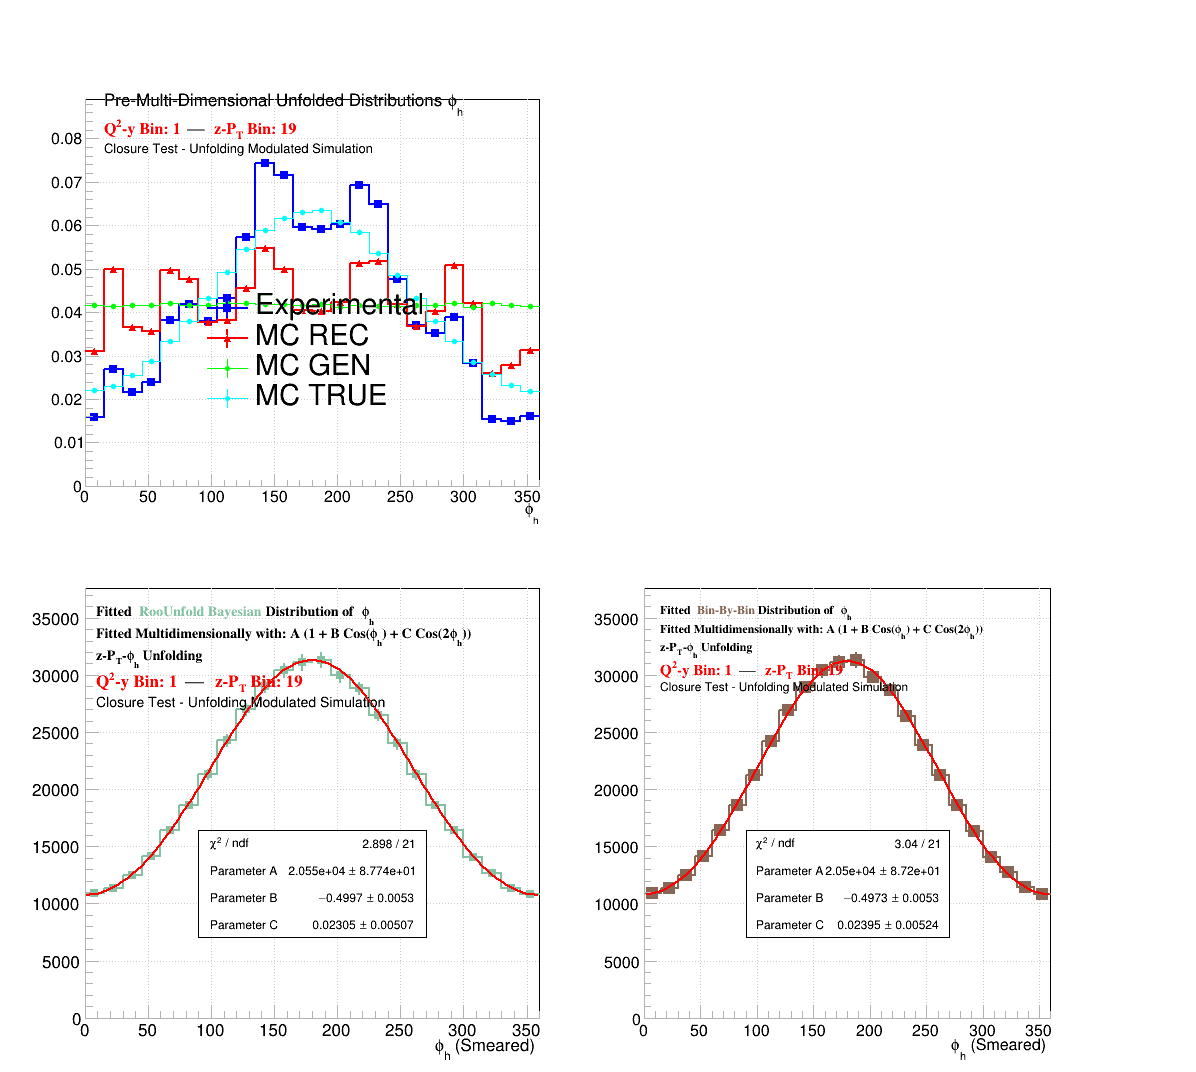 Pre-Multi-Dimensional Unfolded Distributions ϕh
Q²-y Bin: 1 — z-PT Bin: 19
Closure Test - Unfolding Modulated Simulation
0.08
0.07
0.06
0.05
0.04
0.03
0.02
0.01
0
Experimental
MC REC
MC GEN
MC TRUE
0 50 100 150 200 250 300 350
ϕh
Fitted RooUnfold Bayesian Distribution of ϕh
Fitted Multidimensionally with: A (1 + B Cos(ϕh) + C Cos(2ϕh))
z-PT-ϕh Unfolding
Q²-y Bin: 1 — z-PT Bin: 19
Closure Test - Unfolding Modulated Simulation
35000
30000
25000
20000
15000
10000
5000
0
χ² / ndf 2.898 / 21
Parameter A 2.055e+04 ± 8.774e+01
Parameter B −0.4997 ± 0.0053
Parameter C 0.02305 ± 0.00507
0 50 100 150 200 250 300 350
ϕh (Smeared)
Fitted Bin-By-Bin Distribution of ϕh
Fitted Multidimensionally with: A (1 + B Cos(ϕh) + C Cos(2ϕh))
z-PT-ϕh Unfolding
Q²-y Bin: 1 — z-PT Bin: 19
Closure Test - Unfolding Modulated Simulation
35000
30000
25000
20000
15000
10000
5000
0
χ² / ndf 3.04 / 21
Parameter A 2.05e+04 ± 8.72e+01
Parameter B −0.4973 ± 0.0053
Parameter C 0.02395 ± 0.00524
0 50 100 150 200 250 300 350
ϕh (Smeared)